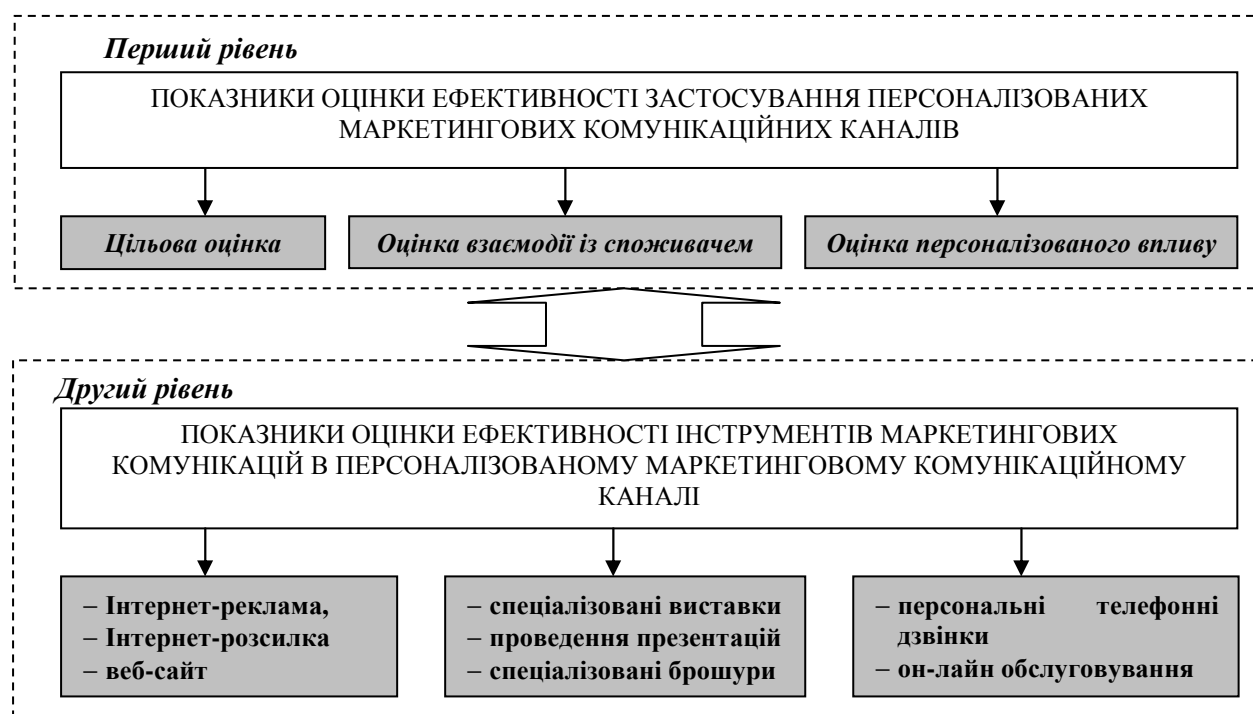 Перший рівень
ПОКАЗНИКИ ОЦІНКИ ЕФЕКТИВНОСТІ ЗАСТОСУВАННЯ ПЕРСОНАЛІЗОВАНИХ
МАРКЕТИНГОВИХ КОМУНІКАЦІЙНИХ КАНАЛІВ
Цільова оцінка
Оцінка взаємодії із споживачем
Оцінка персоналізованого впливу
Другий рівень
ПОКАЗНИКИ ОЦІНКИ ЕФЕКТИВНОСТІ ІНСТРУМЕНТІВ МАРКЕТИНГОВИХ
КОМУНІКАЦІЙ В ПЕРСОНАЛІЗОВАНОМУ МАРКЕТИНГОВОМУ КОМУНІКАЦІЙНОМУ
КАНАЛІ
– Інтернет-реклама,
– Інтернет-розсилка
– веб-сайт
– спеціалізовані виставки
– проведення презентацій
– спеціалізовані брошури
– персональні телефонні
дзвінки
– он-лайн обслуговування